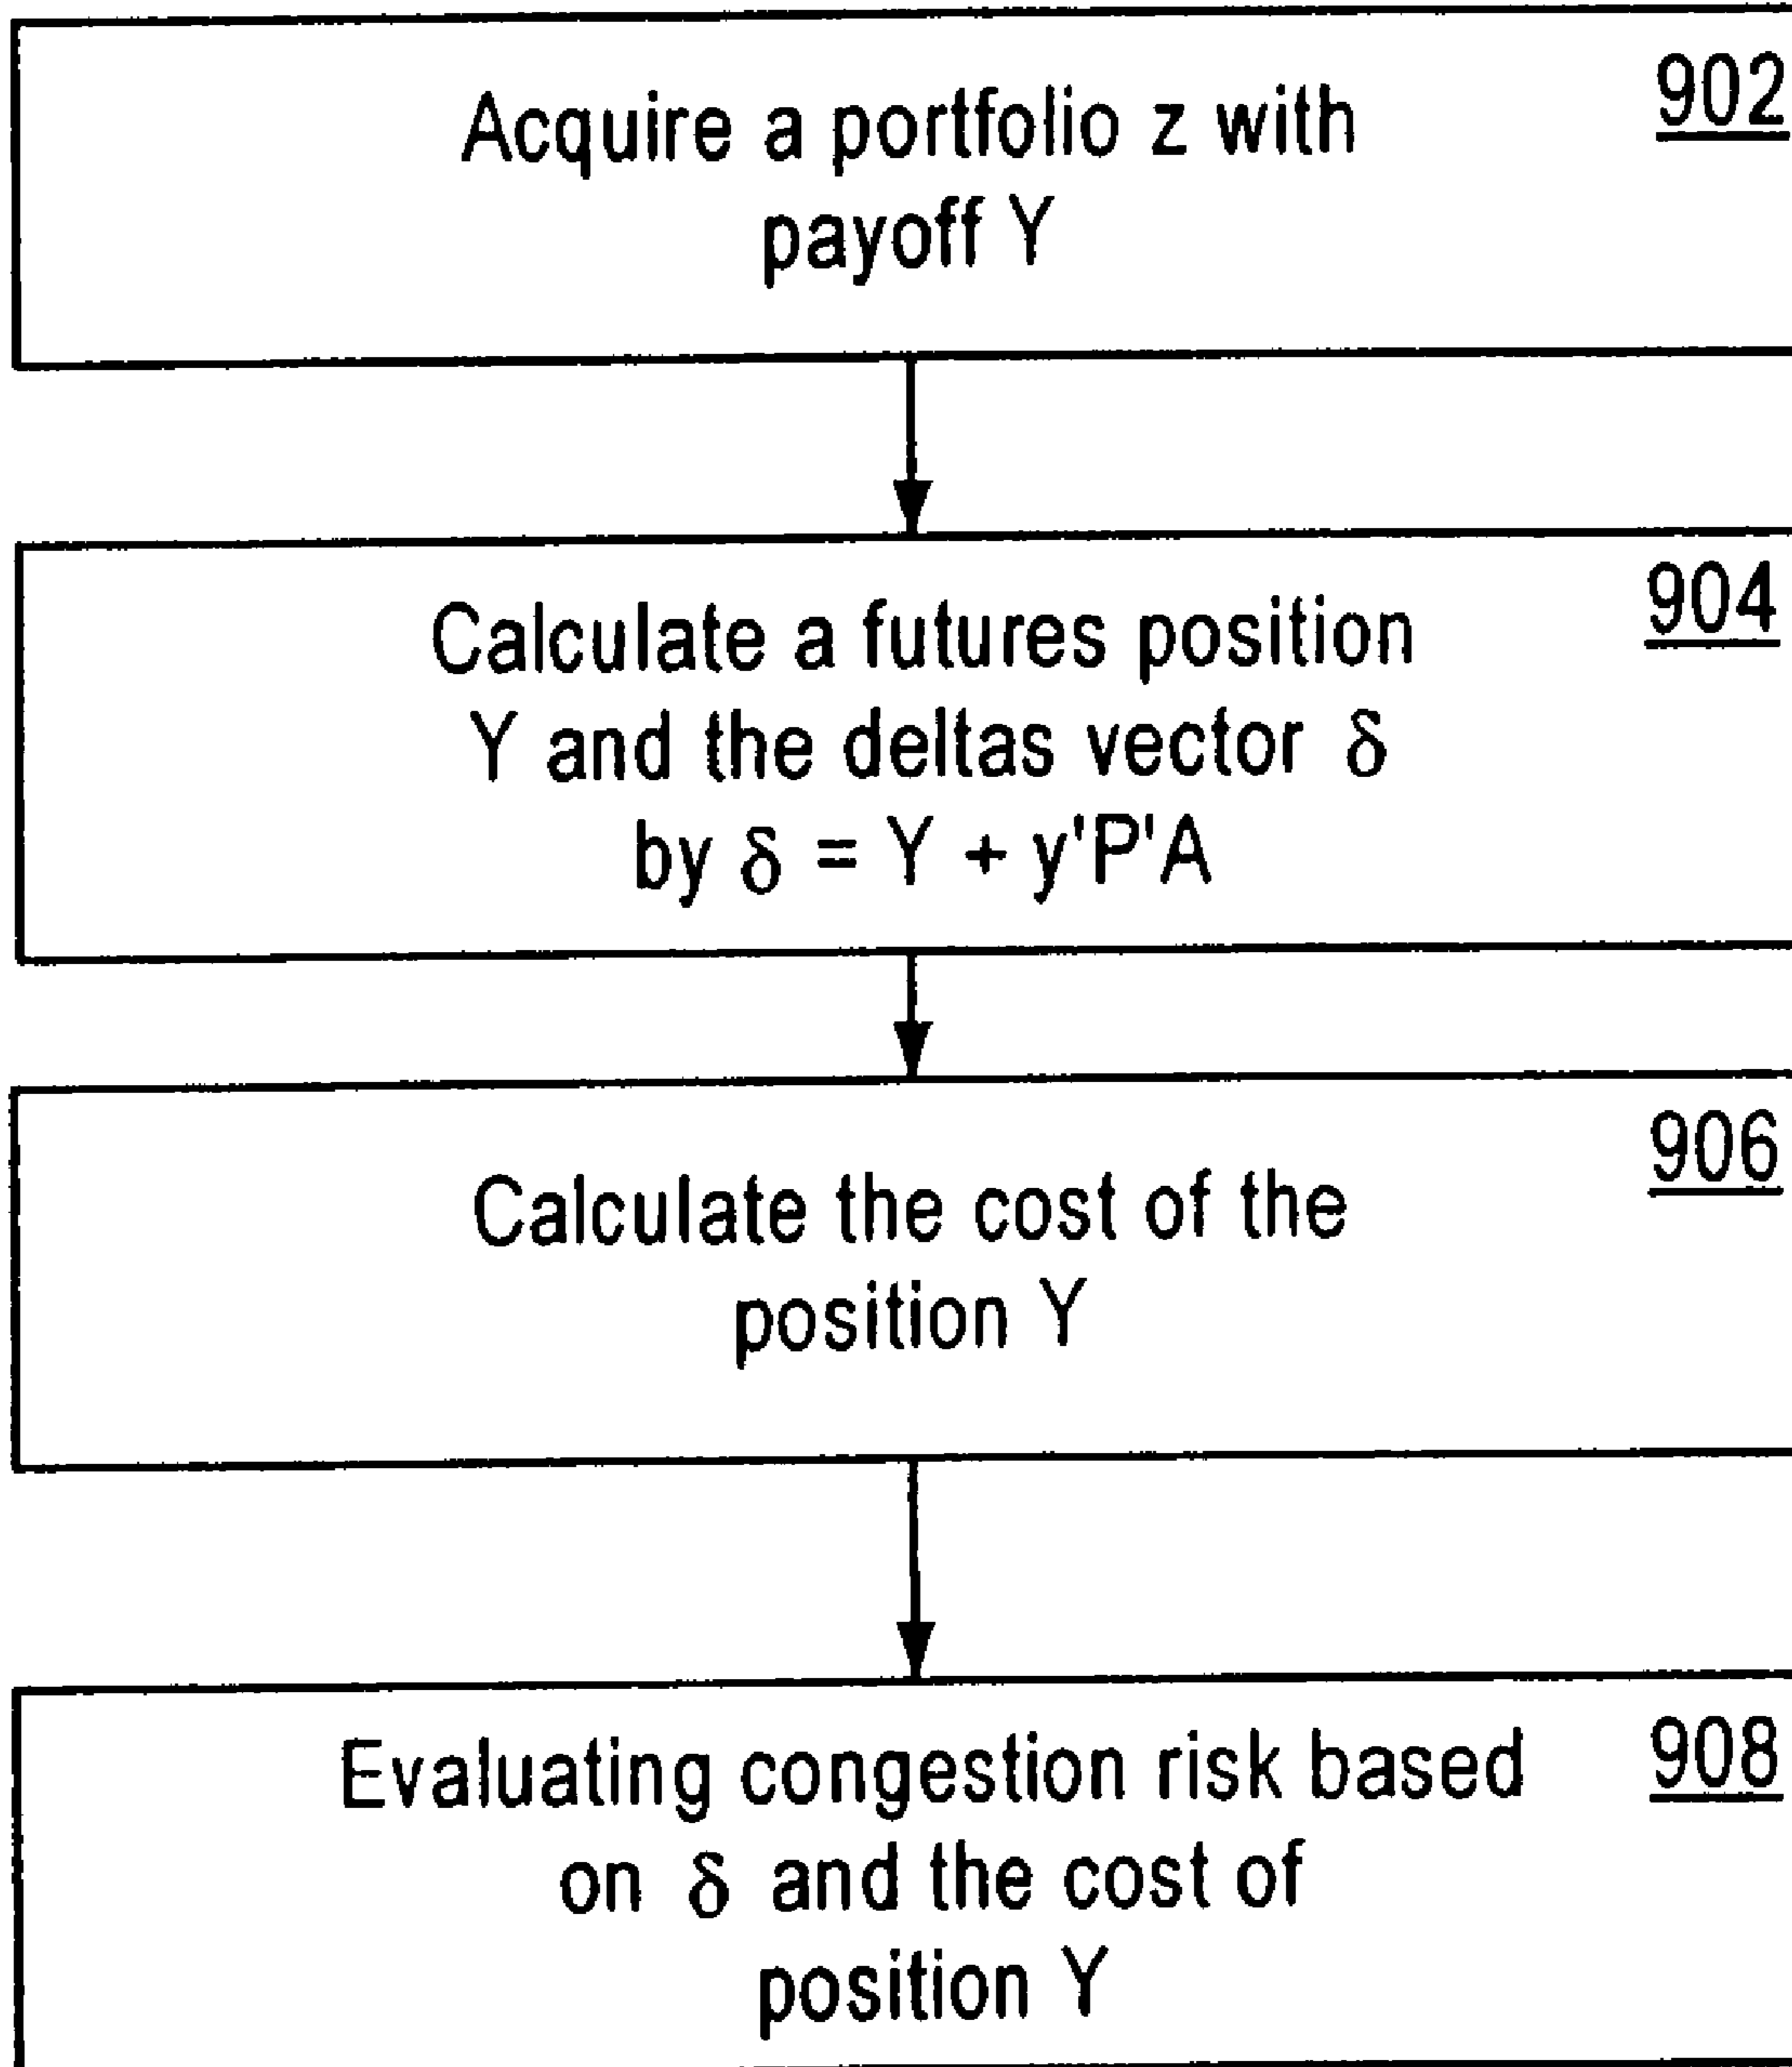 902
Acquire a portfolio z with
payoff Y
904
Calculate a futures position
Y and the deltas vector δ
by δ = Y + y'P'A
906
Calculate the cost of the
position Y
908
Evaluating congestion risk based
on δ and the cost of
position Y